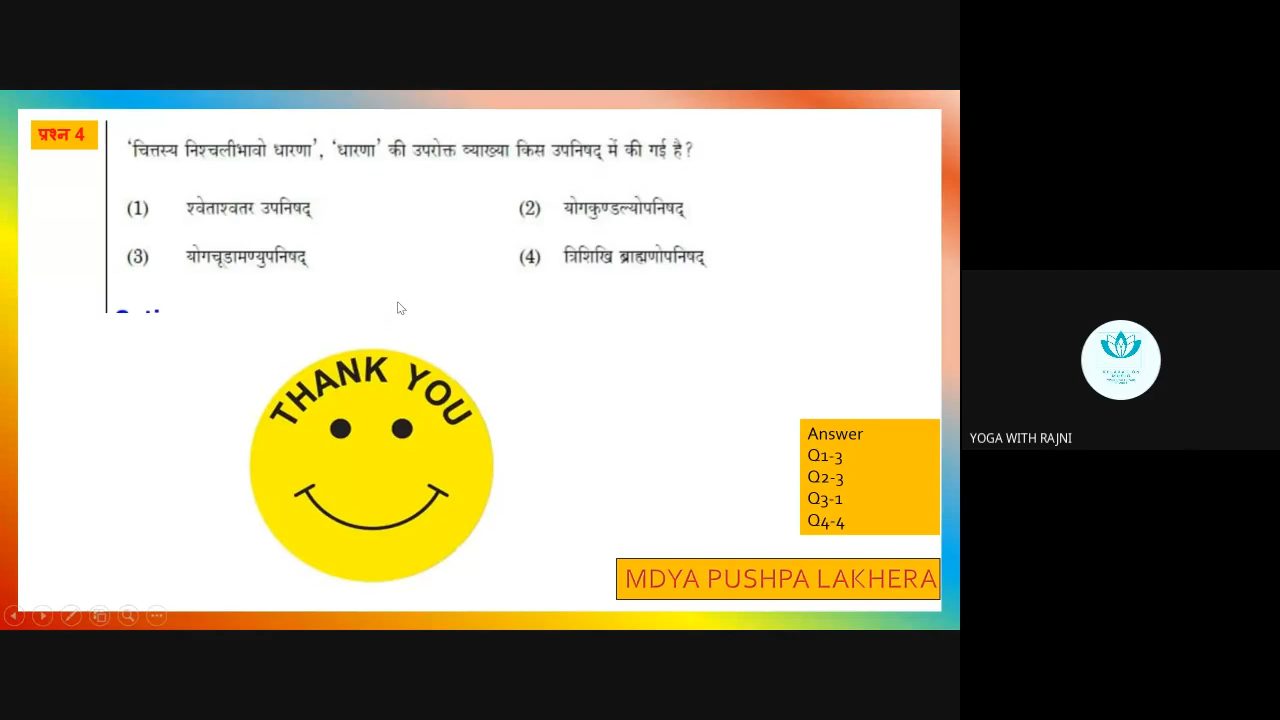 प्रश्न 4
'चित्तस्य निश्चलीभावो धारणा', 'धारणा' की उपरोक्त व्याख्या किस उपनिषद् में की गई है?
(1) श्वेताश्वतर उपनिषद् (2) योगकुण्डल्योपनिषद्
(3) योगचूडामण्युपनिषद् (4) त्रिशिखि ब्राह्मणोपनिषद्
THANK YOU
Answer
Q1-3
Q2-3
Q3-1
Q4-4
MDYA PUSHPA LAKHERA
YOGA WITH RAJNI